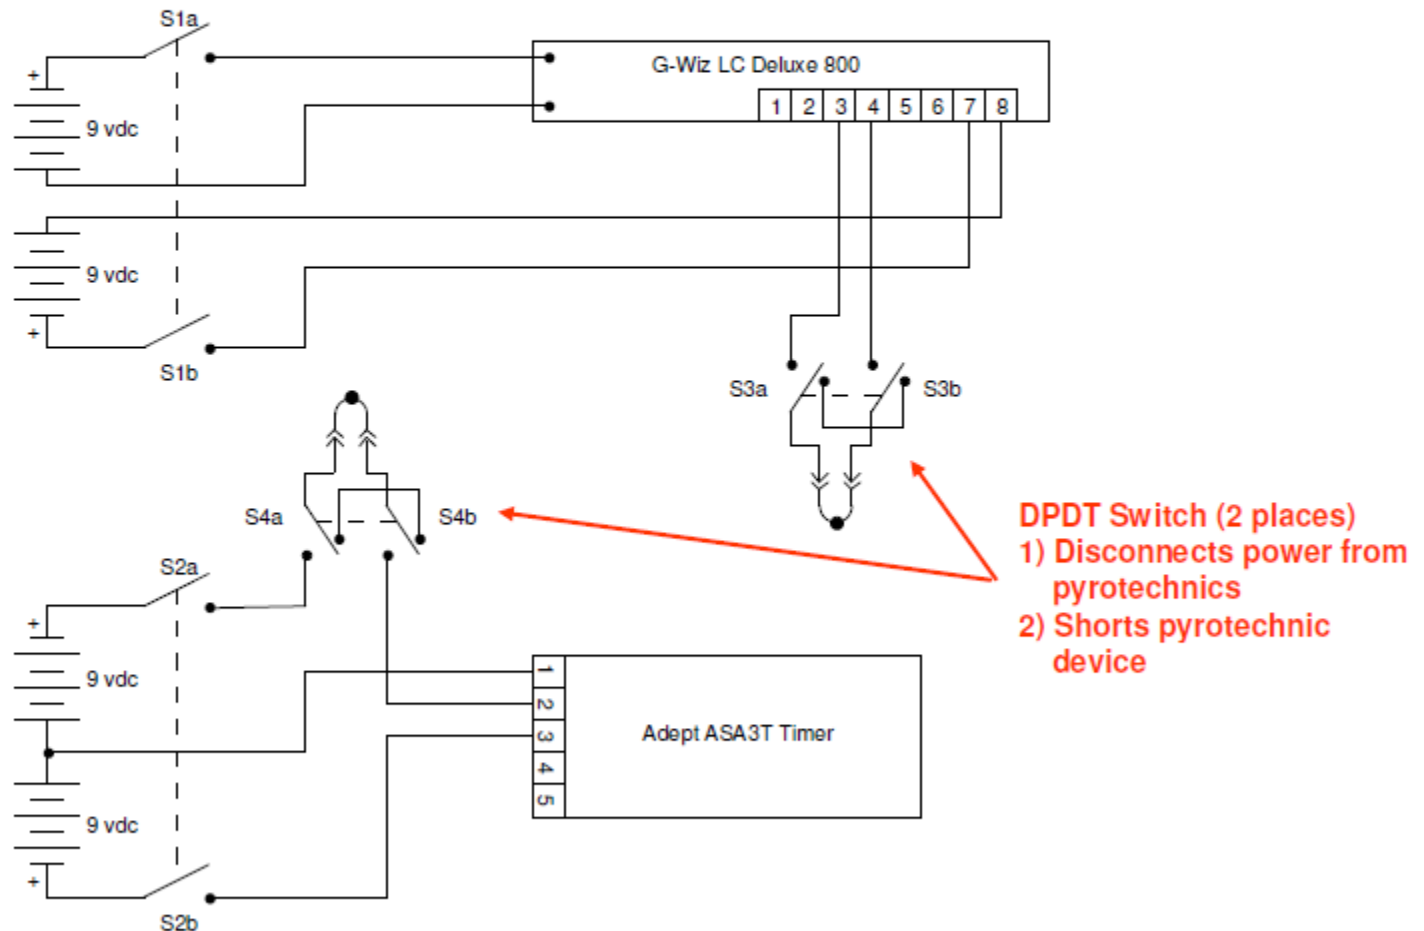 S1a
+
9 vdc
G-Wiz LC Deluxe 800
1 2 3 4 5 6 7 8
9 vdc
+
S1b
S3a
S3b
S4a
S4b
DPDT Switch (2 places)
1) Disconnects power from
pyrotechnics
2) Shorts pyrotechnic
device
S2a
+
9 vdc
1
2
3
4
5
Adept ASA3T Timer
9 vdc
+
S2b